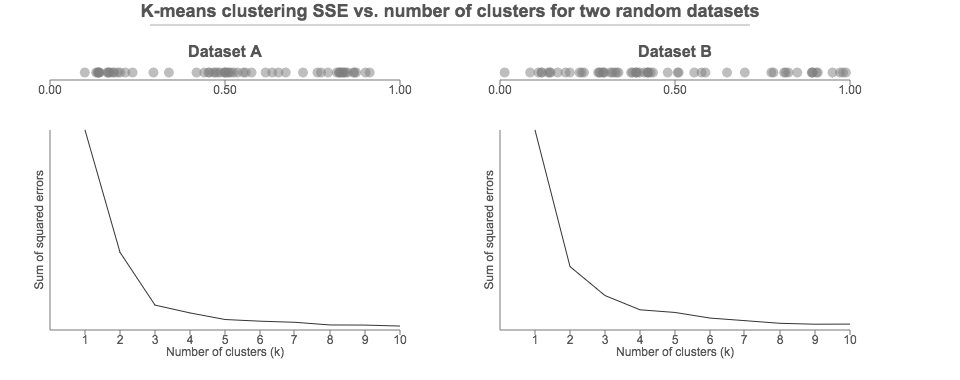 K-means clustering SSE vs. number of clusters for two random datasets
Dataset A
0.00 0.50 1.00
Sum of squared errors
1 2 3 4 5 6 7 8 9 10
Number of clusters (k)
Dataset B
0.00 0.50 1.00
Sum of squared errors
1 2 3 4 5 6 7 8 9 10
Number of clusters (k)